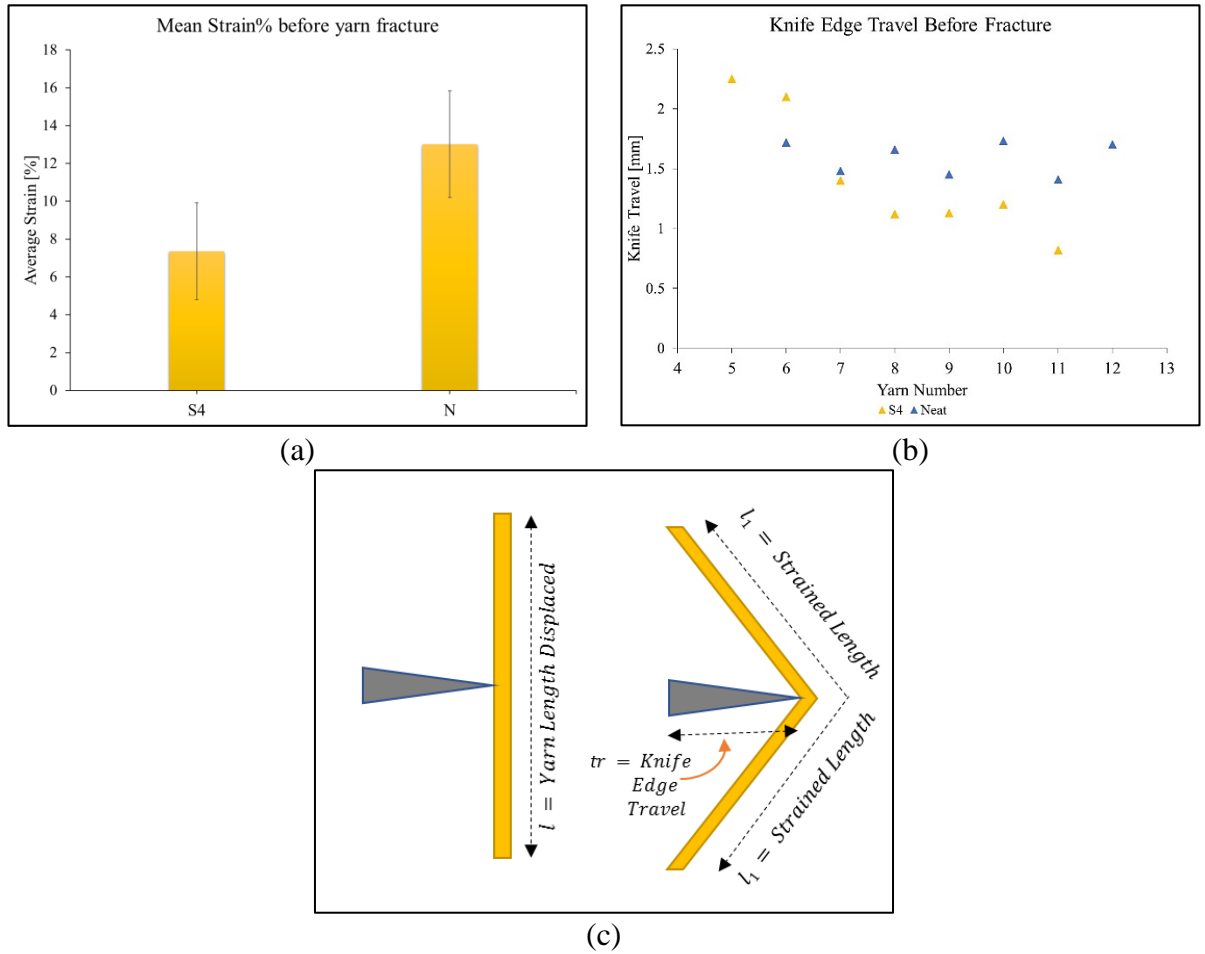 Mean Strain% before yarn fracture
Average Strain [%]
18
16
14
12
10
8
6
4
2
0
S4
N
(a)
Knife Edge Travel Before Fracture
Knife Travel [mm]
2.5
2
1.5
1
0.5
0
4 5 6 7 8 9 10 11 12 13
Yarn Number
S4 Neat
(b)
l = Yarn Length Displaced
l₁ = Strained Length
tr = Knife
Edge
Travel
l₁ = Strained Length
(c)